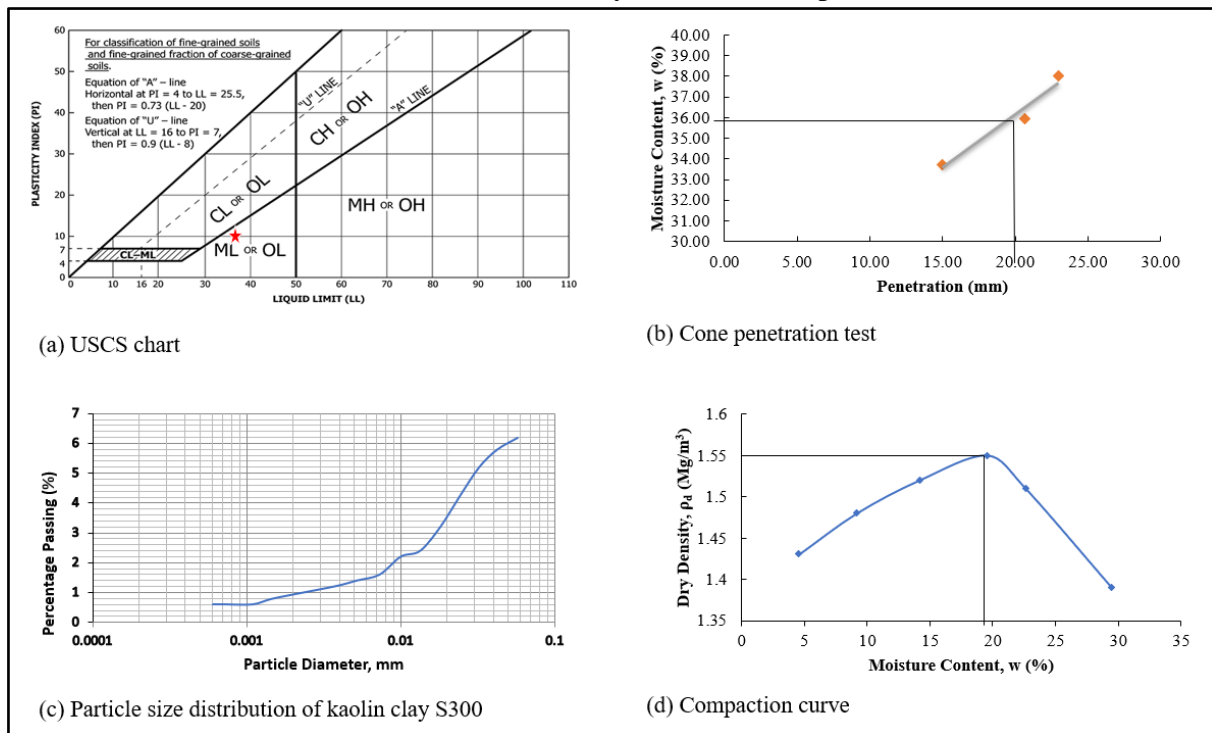 For classification of fine-grained soils
and fine-grained fraction of coarse-grained
soils.
Equation of "A" – line
Horizontal at PI = 4 to LL = 25.5,
then PI = 0.73 (LL - 20)
Equation of "U" – line
Vertical at LL = 16 to PI = 7,
then PI = 0.9 (LL - 8)
PLASTICITY INDEX (PI)
60
50
40
30
20
10
7
4
0
"U" LINE
"A" LINE
CH OR OH
CL OR OL
MH OR OH
ML OR OL
CL–ML
0 10 16 20 30 40 50 60 70 80 90 100 110
LIQUID LIMIT (LL)
(a) USCS chart
Moisture Content, w (%)
40.00
38.00
37.00
36.00
34.00
33.00
32.00
31.00
30.00
0.00 5.00 10.00 15.00 20.00 25.00 30.00
Penetration (mm)
(b) Cone penetration test
Percentage Passing (%)
7
6
5
4
3
2
1
0
0.0001 0.001 0.01 0.1
Particle Diameter, mm
(c) Particle size distribution of kaolin clay S300
Dry Density, ρd (Mg/m³)
1.6
1.55
1.5
1.45
1.4
1.35
0 5 10 15 20 25 30 35
Moisture Content, w (%)
(d) Compaction curve